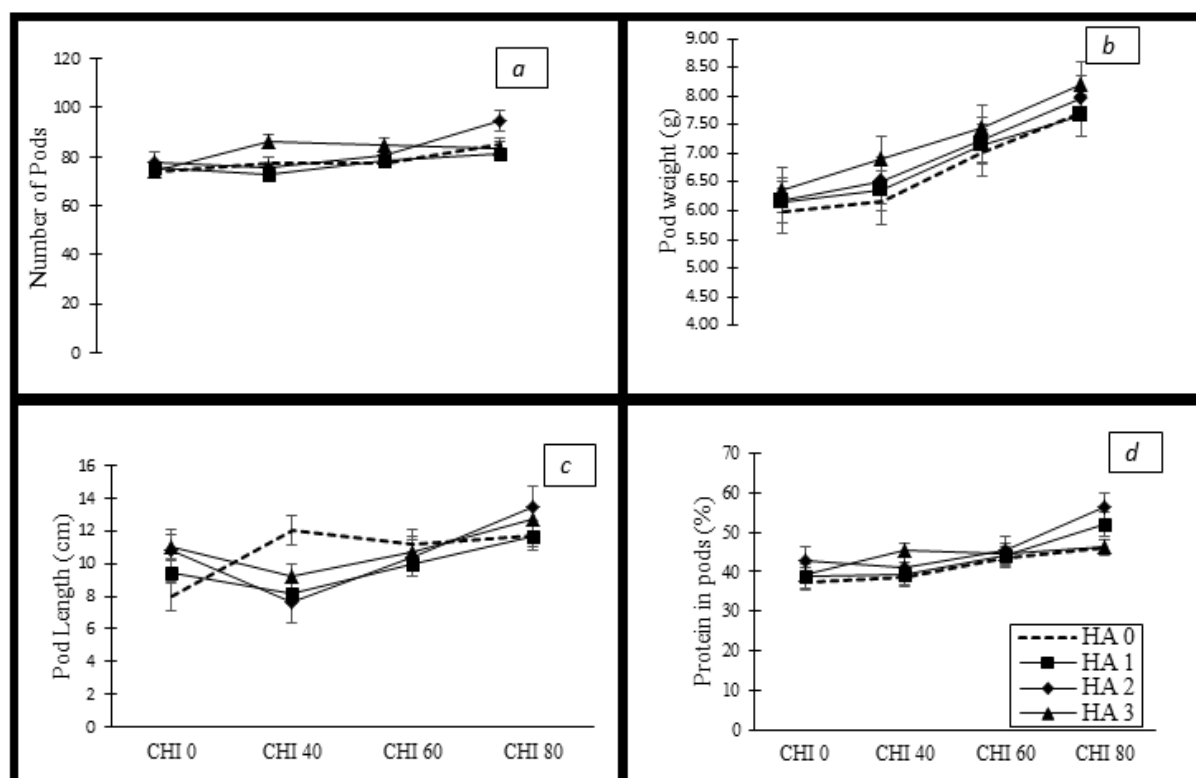 a
Number of Pods
120
100
80
60
40
20
0
b
Pod weight (g)
9.00
8.50
8.00
7.50
7.00
6.50
6.00
5.50
5.00
4.50
4.00
c
Pod Length (cm)
16
14
12
10
8
6
4
2
0
CHI 0 CHI 40 CHI 60 CHI 80
d
Protein in pods (%)
70
60
50
40
30
20
10
0
HA 0
HA 1
HA 2
HA 3
CHI 0 CHI 40 CHI 60 CHI 80